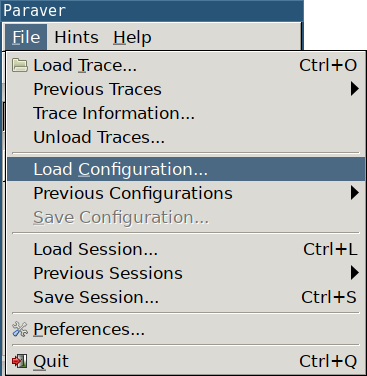 Paraver
File Hints Help
Load Trace... Ctrl+O
Previous Traces
Trace Information...
Unload Traces...
Load Configuration...
Previous Configurations
Save Configuration...
Load Session... Ctrl+L
Previous Sessions
Save Session... Ctrl+S
Preferences...
Quit Ctrl+Q